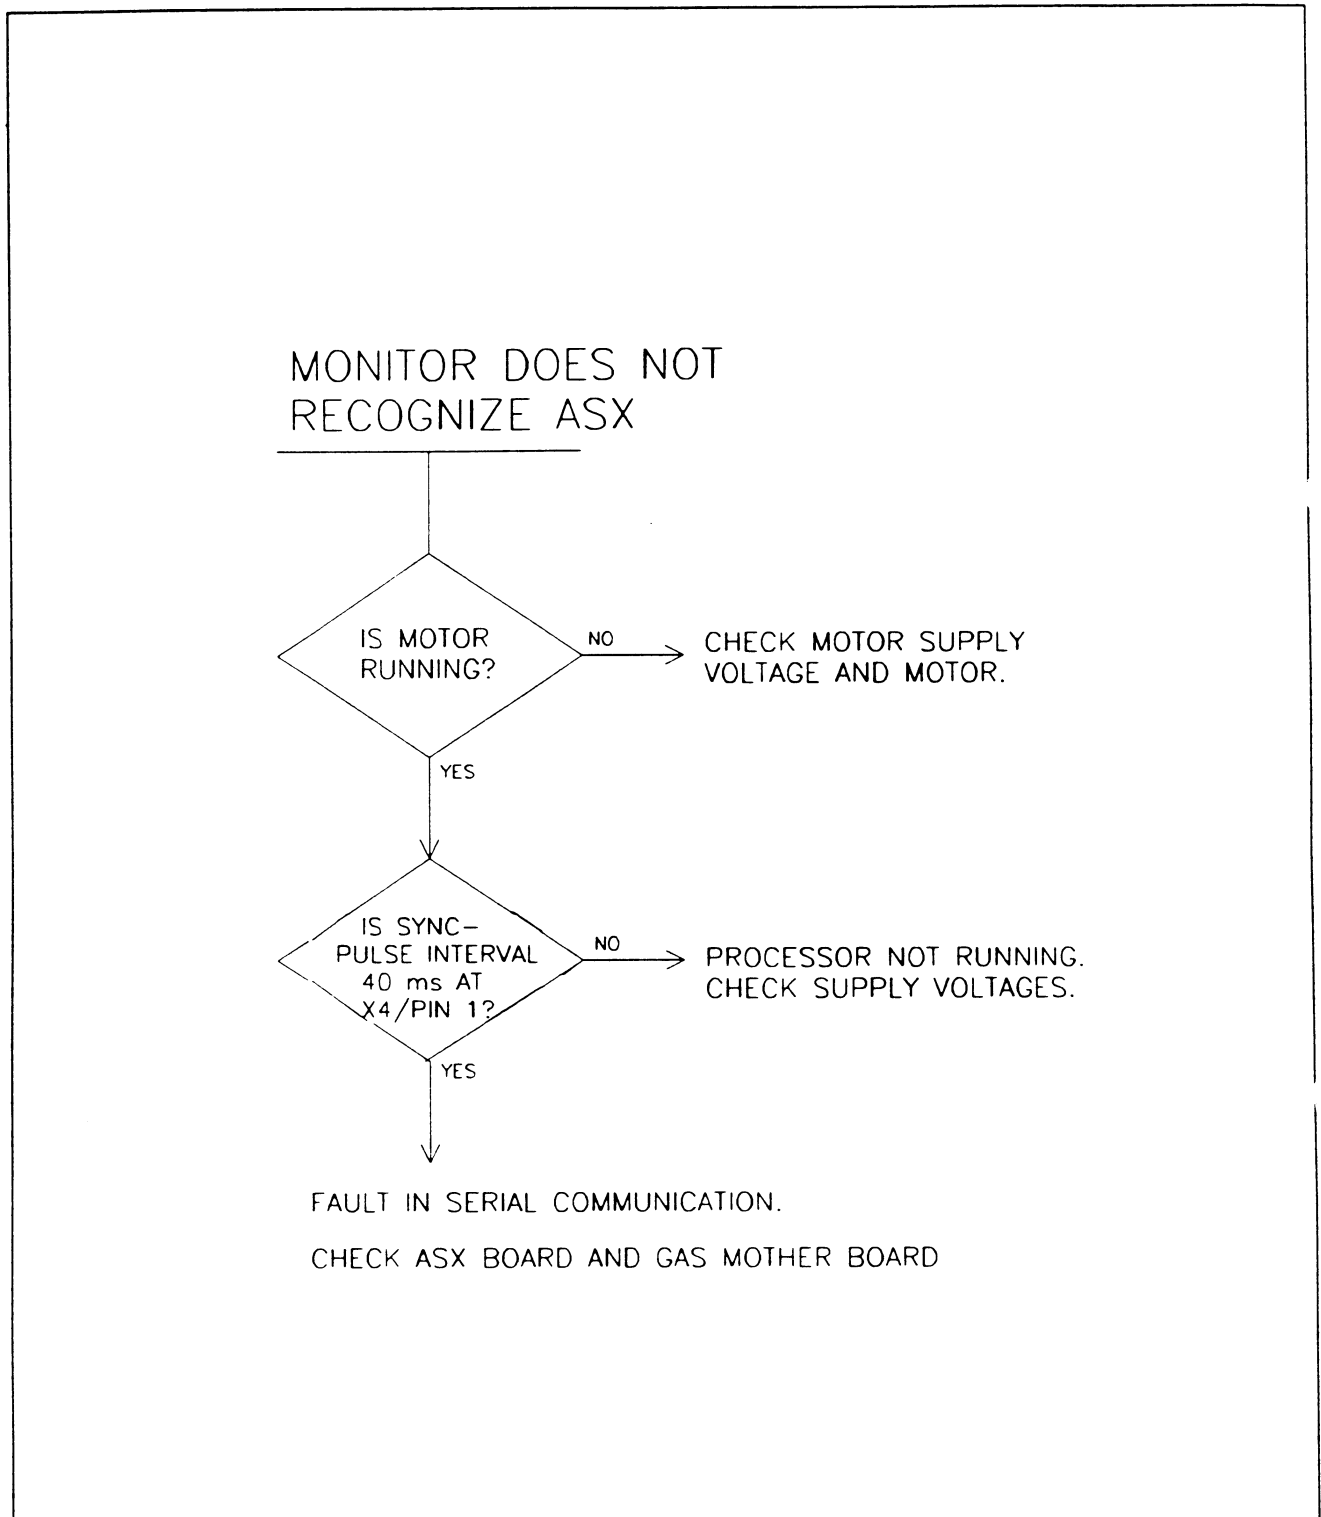 MONITOR DOES NOT
RECOGNIZE ASX
IS MOTOR
RUNNING?
NO
CHECK MOTOR SUPPLY
VOLTAGE AND MOTOR.
YES
IS SYNC-
PULSE INTERVAL
40 ms AT
X4/PIN 1?
NO
PROCESSOR NOT RUNNING.
CHECK SUPPLY VOLTAGES.
YES
FAULT IN SERIAL COMMUNICATION.
CHECK ASX BOARD AND GAS MOTHER BOARD